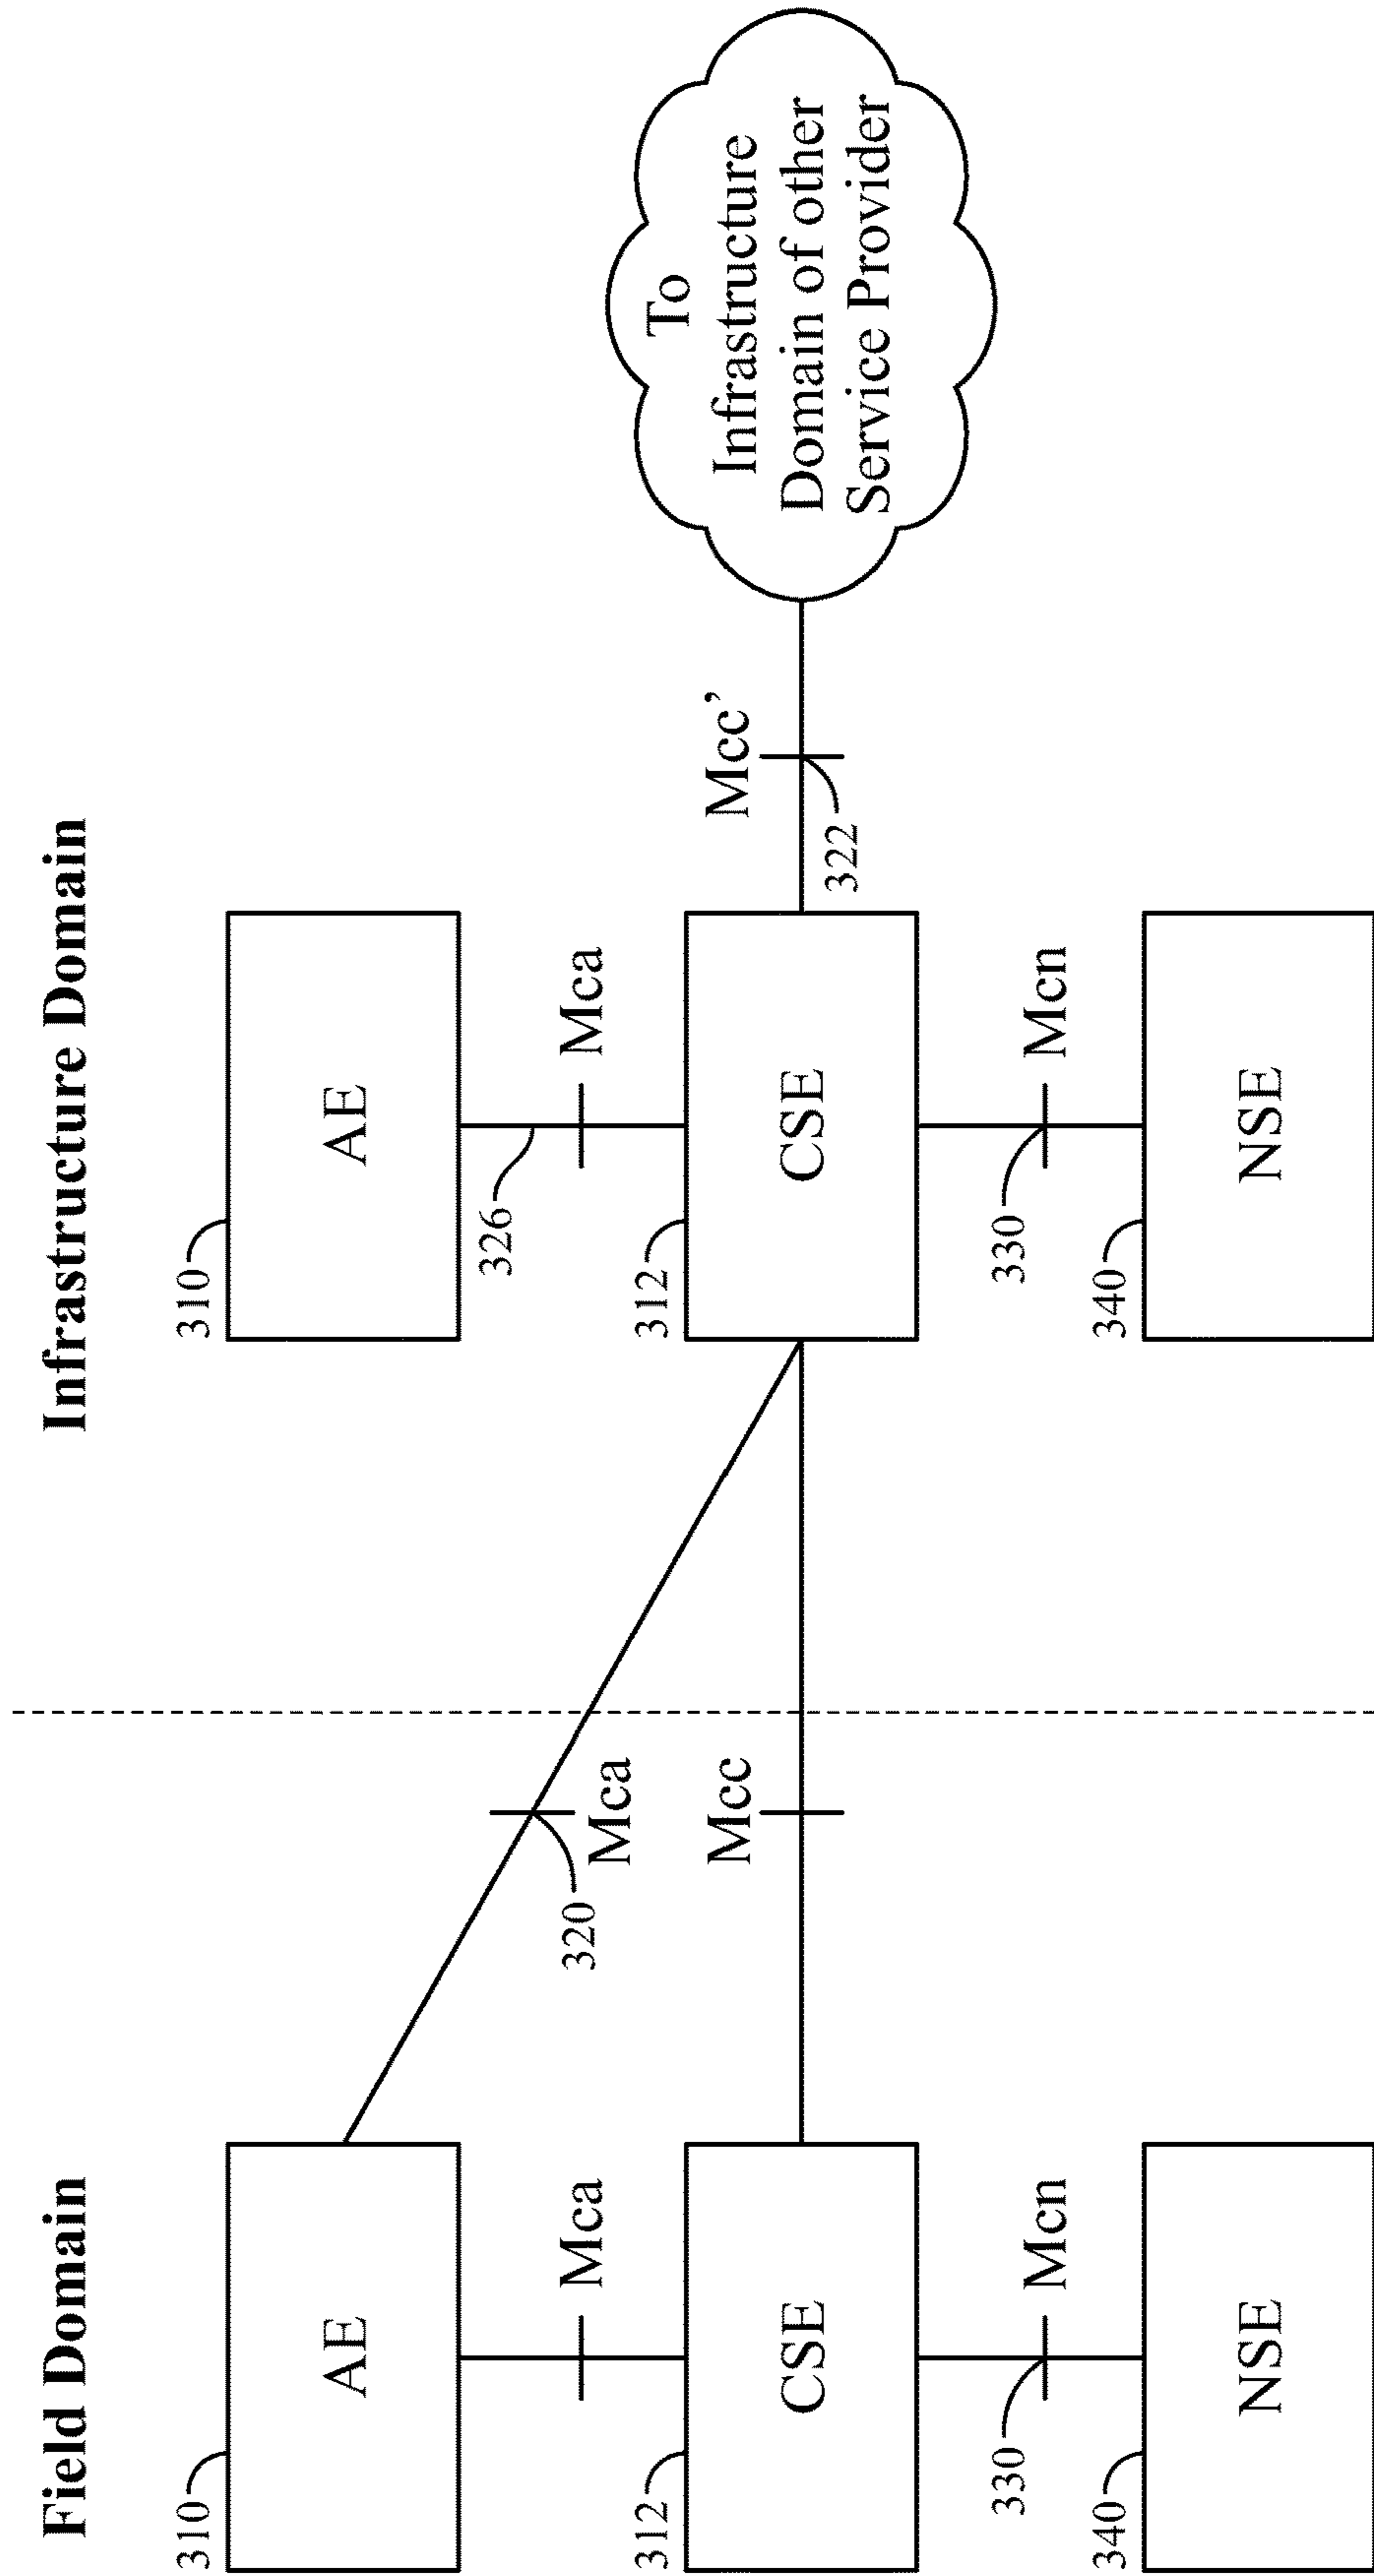 Field Domain
Infrastructure Domain
310
AE
310
AE
Mca
320
Mca
326
Mca
312
CSE
Mcc
312
CSE
Mcc’
322
To
Infrastructure
Domain of other
Service Provider
330
Mcn
330
Mcn
340
NSE
340
NSE